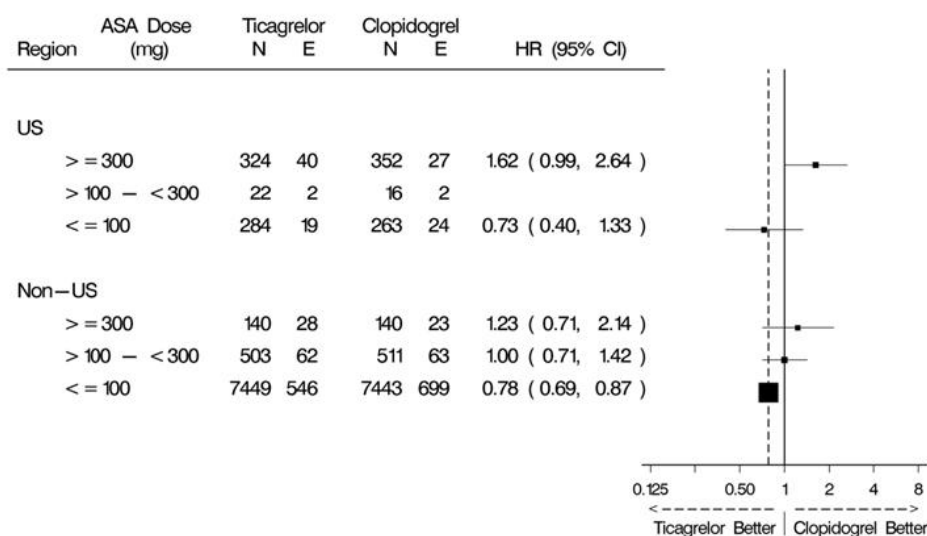 ASA Dose Ticagrelor Clopidogrel
Region (mg) N E N E HR (95% CI)
US
>=300 324 40 352 27 1.62 (0.99, 2.64)
>100 – <300 22 2 16 2
<=100 284 19 263 24 0.73 (0.40, 1.33)
Non–US
>=300 140 28 140 23 1.23 (0.71, 2.14)
>100 – <300 503 62 511 63 1.00 (0.71, 1.42)
<=100 7449 546 7443 699 0.78 (0.69, 0.87)
0.125 0.50 1 2 4 8
Ticagrelor Better Clopidogrel Better